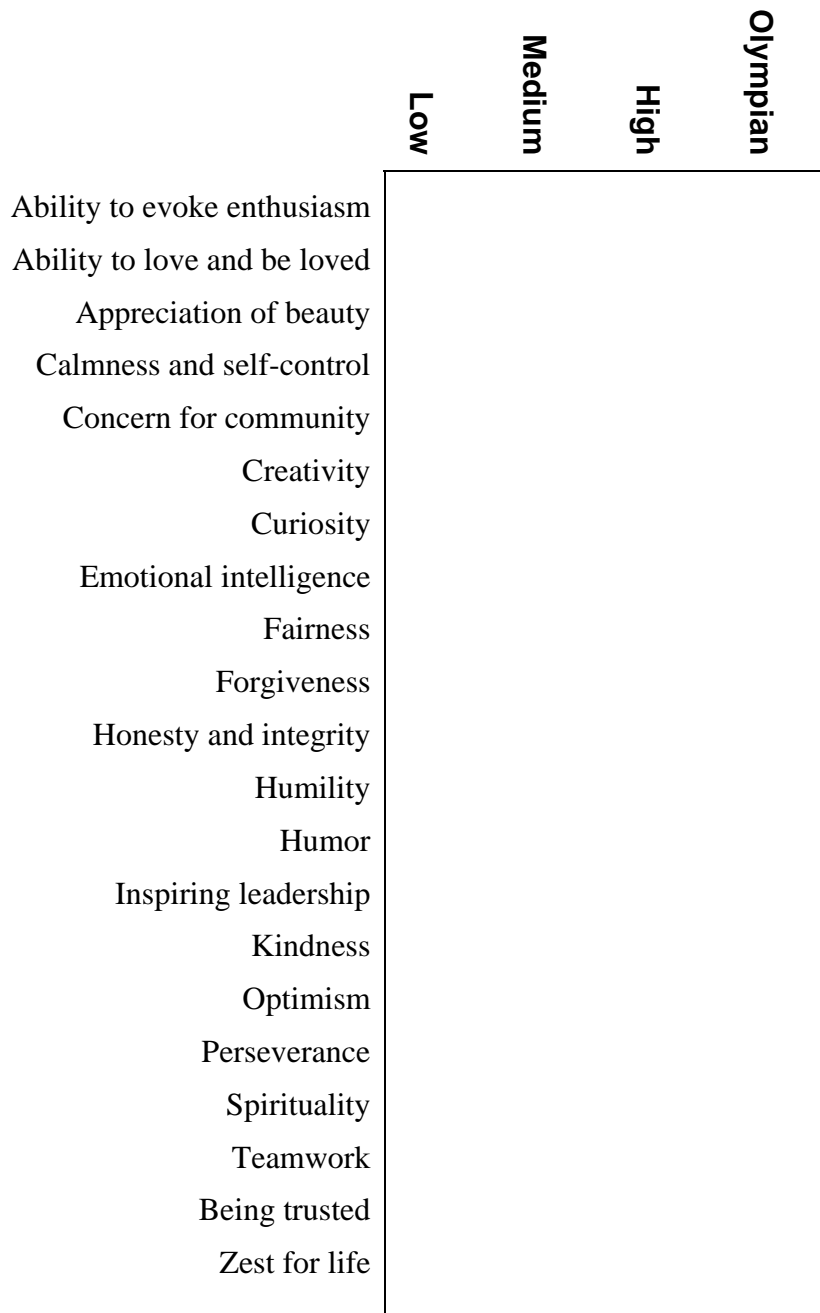 Low
Medium
High
Olympian
Ability to evoke enthusiasm
Ability to love and be loved
Appreciation of beauty
Calmness and self-control
Concern for community
Creativity
Curiosity
Emotional intelligence
Fairness
Forgiveness
Honesty and integrity
Humility
Humor
Inspiring leadership
Kindness
Optimism
Perseverance
Spirituality
Teamwork
Being trusted
Zest for life